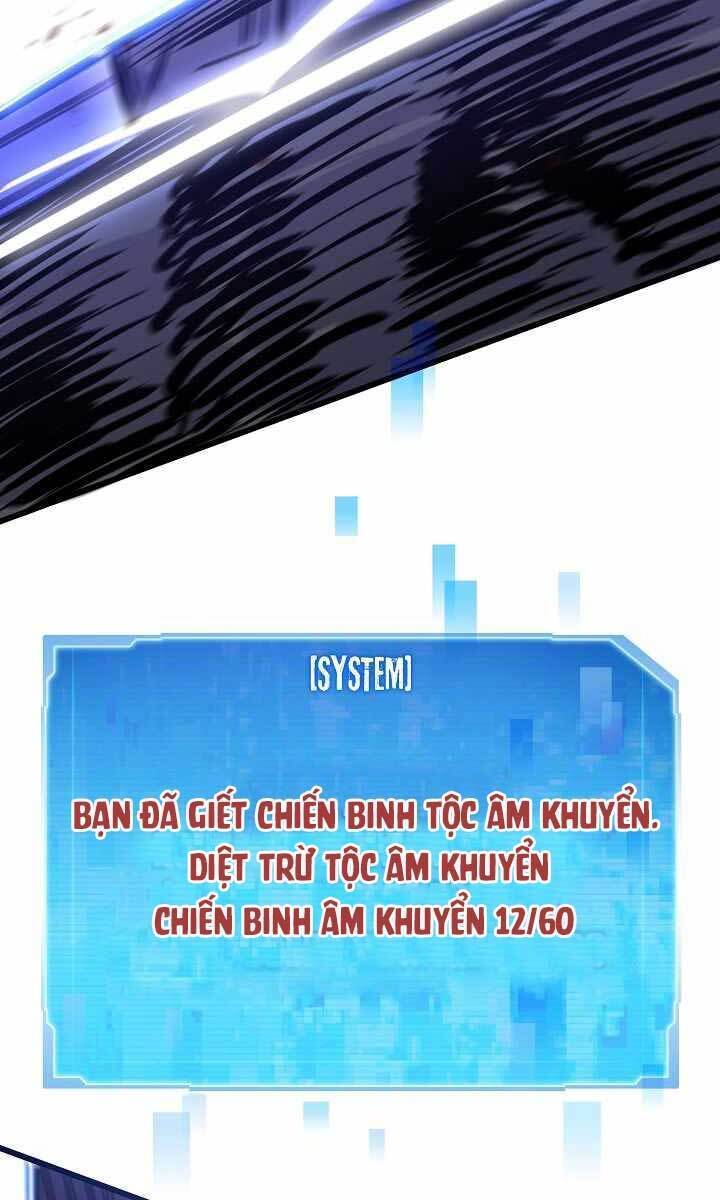 [SYSTEM]
BẠN ĐÃ GIẾT CHIẾN BINH TỘC ÂM KHUYỂN.
DIỆT TRỪ TỘC ÂM KHUYỂN
CHIẾN BINH ÂM KHUYỂN 12/60